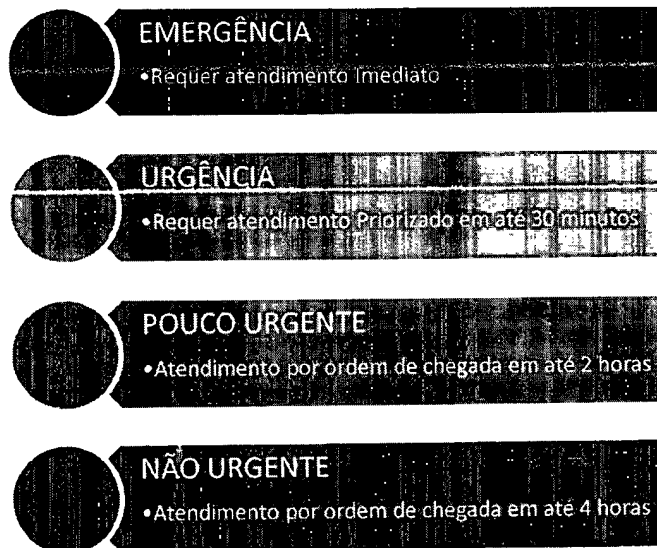 EMERGÊNCIA
•Requer atendimento Imediato
URGÊNCIA
•Requer atendimento Priorizado em até 30 minutos
POUCO URGENTE
•Atendimento por ordem de chegada em até 2 horas
NÃO URGENTE
•Atendimento por ordem de chegada em até 4 horas